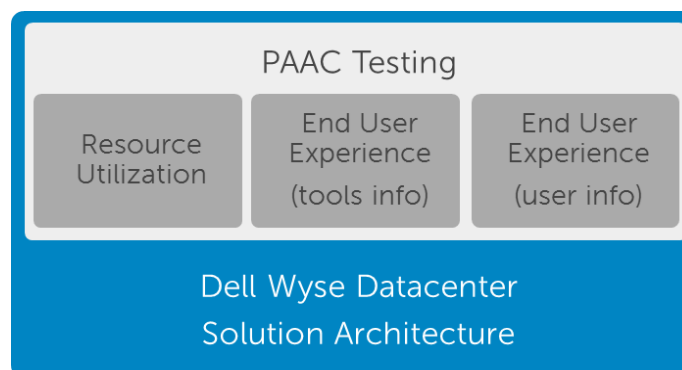 PAAC Testing
Resource
Utilization
End User
Experience
(tools info)
End User
Experience
(user info)
Dell Wyse Datacenter
Solution Architecture